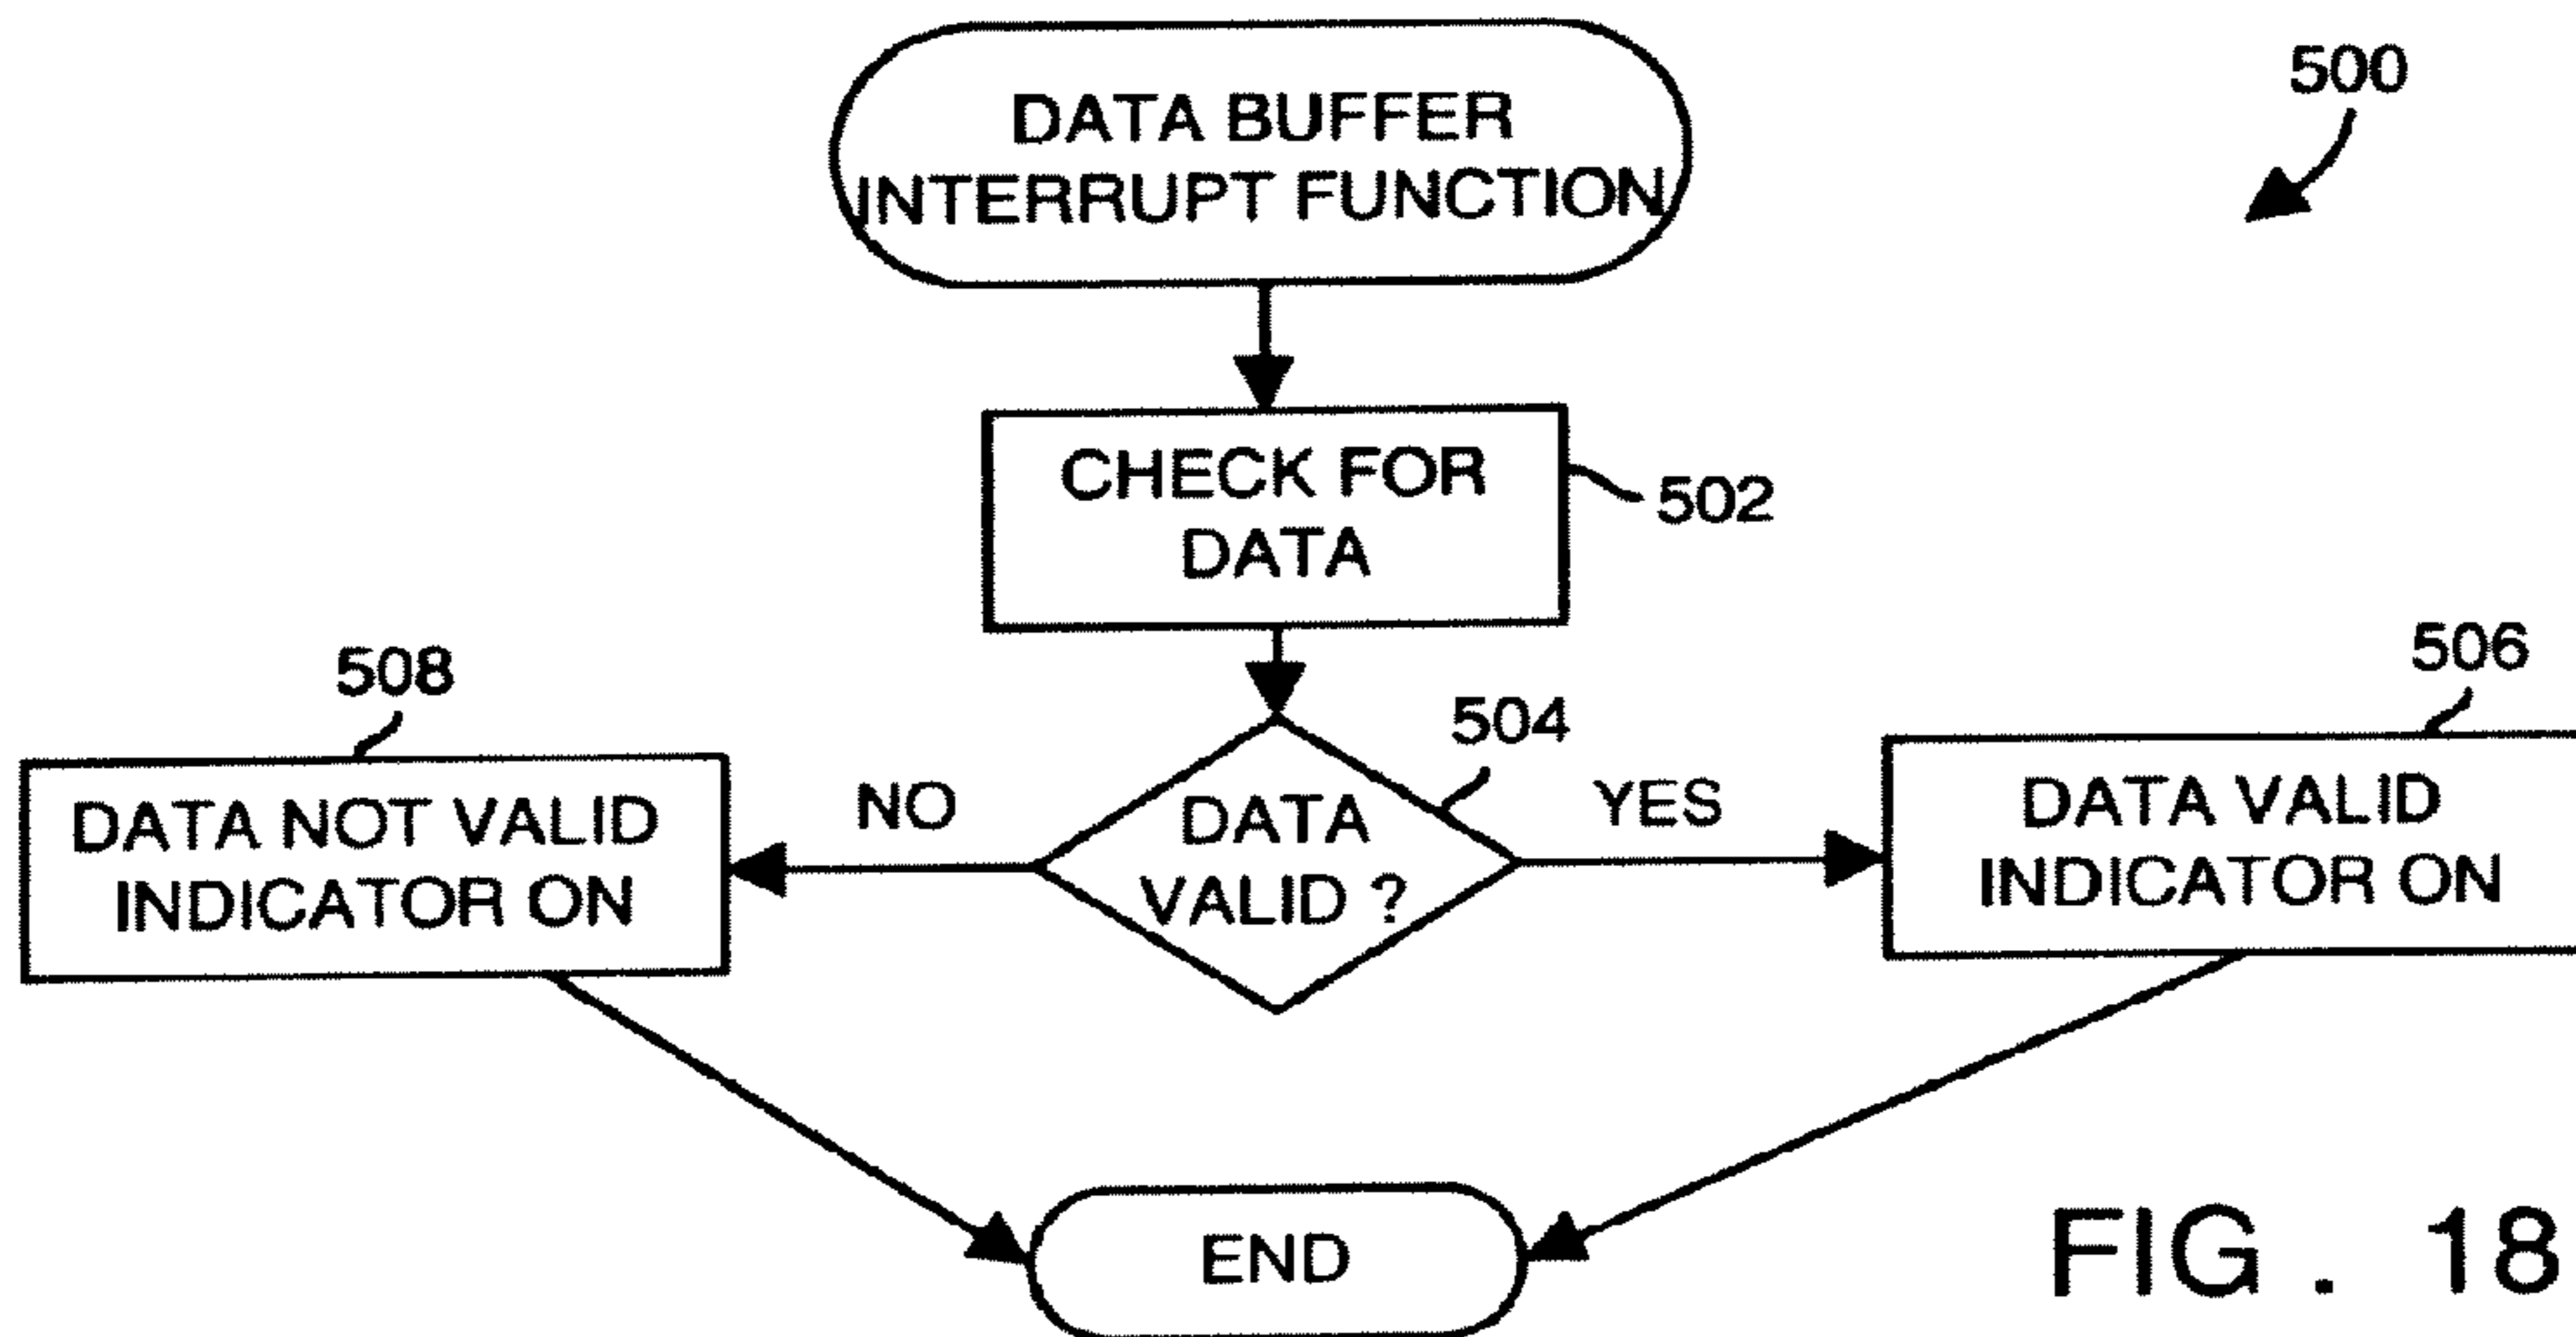 DATA BUFFER
INTERRUPT FUNCTION
500
CHECK FOR
DATA
502
508
504
506
DATA NOT VALID
INDICATOR ON
NO
DATA
VALID ?
YES
DATA VALID
INDICATOR ON
END
FIG . 18